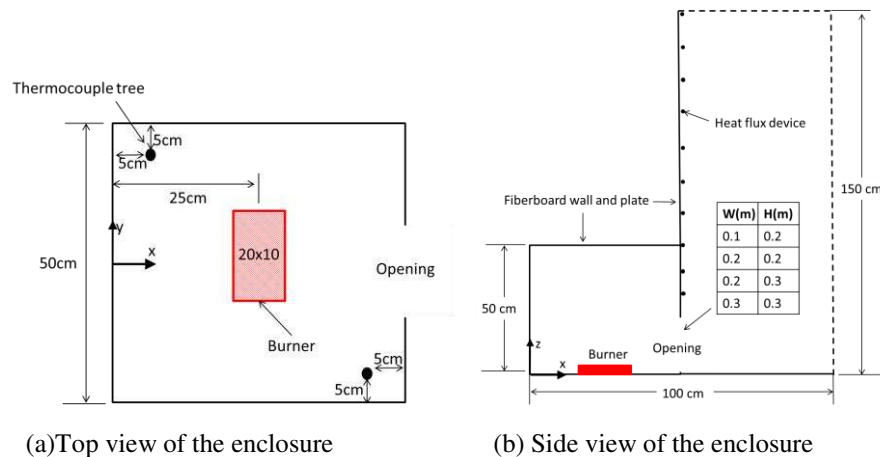 Thermocouple tree
5cm
5cm
25cm
y
x
50cm
20x10
Opening
Burner
5cm
5cm
(a)Top view of the enclosure
Heat flux device
150 cm
Fiberboard wall and plate
W(m) H(m)
0.1 0.2
0.2 0.2
0.2 0.3
0.3 0.3
50 cm
z
x
Burner
Opening
100 cm
(b) Side view of the enclosure